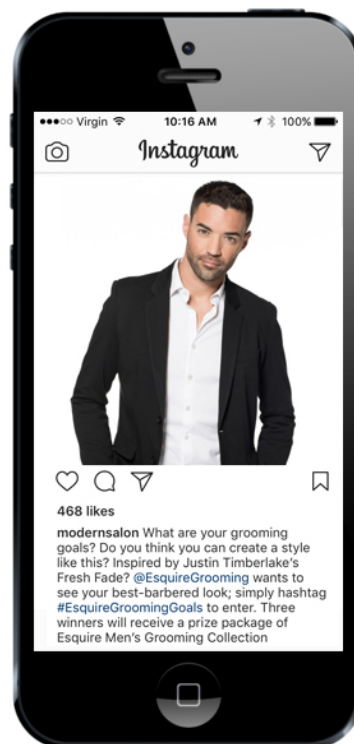 Virgin 10:16 AM 100%
Instagram
468 likes
modernsalon What are your grooming
goals? Do you think you can create a style
like this? Inspired by Justin Timberlake's
Fresh Fade? @EsquireGrooming wants to
see your best-barbered look; simply hashtag
#EsquireGroomingGoals to enter. Three
winners will receive a prize package of
Esquire Men's Grooming Collection